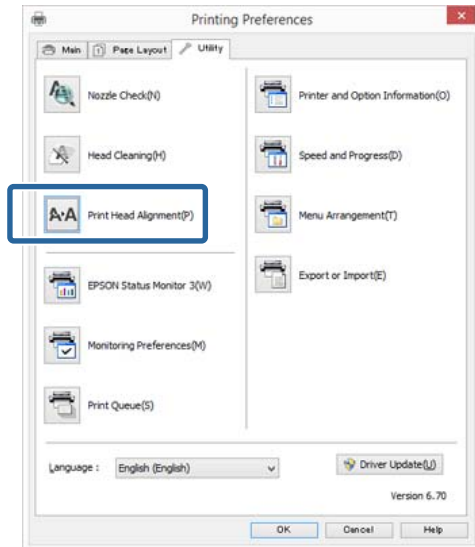 Printing Preferences
Main
Page Layout
Utility
Nozzle Check(N)
Head Cleaning(H)
Print Head Alignment(P)
EPSON Status Monitor 3(W)
Monitoring Preferences(M)
Print Queue(S)
Printer and Option Information(O)
Speed and Progress(D)
Menu Arrangement(T)
Export or Import(E)
Language :
English (English)
Driver Update(U)
Version 6.70
OK
Cancel
Help